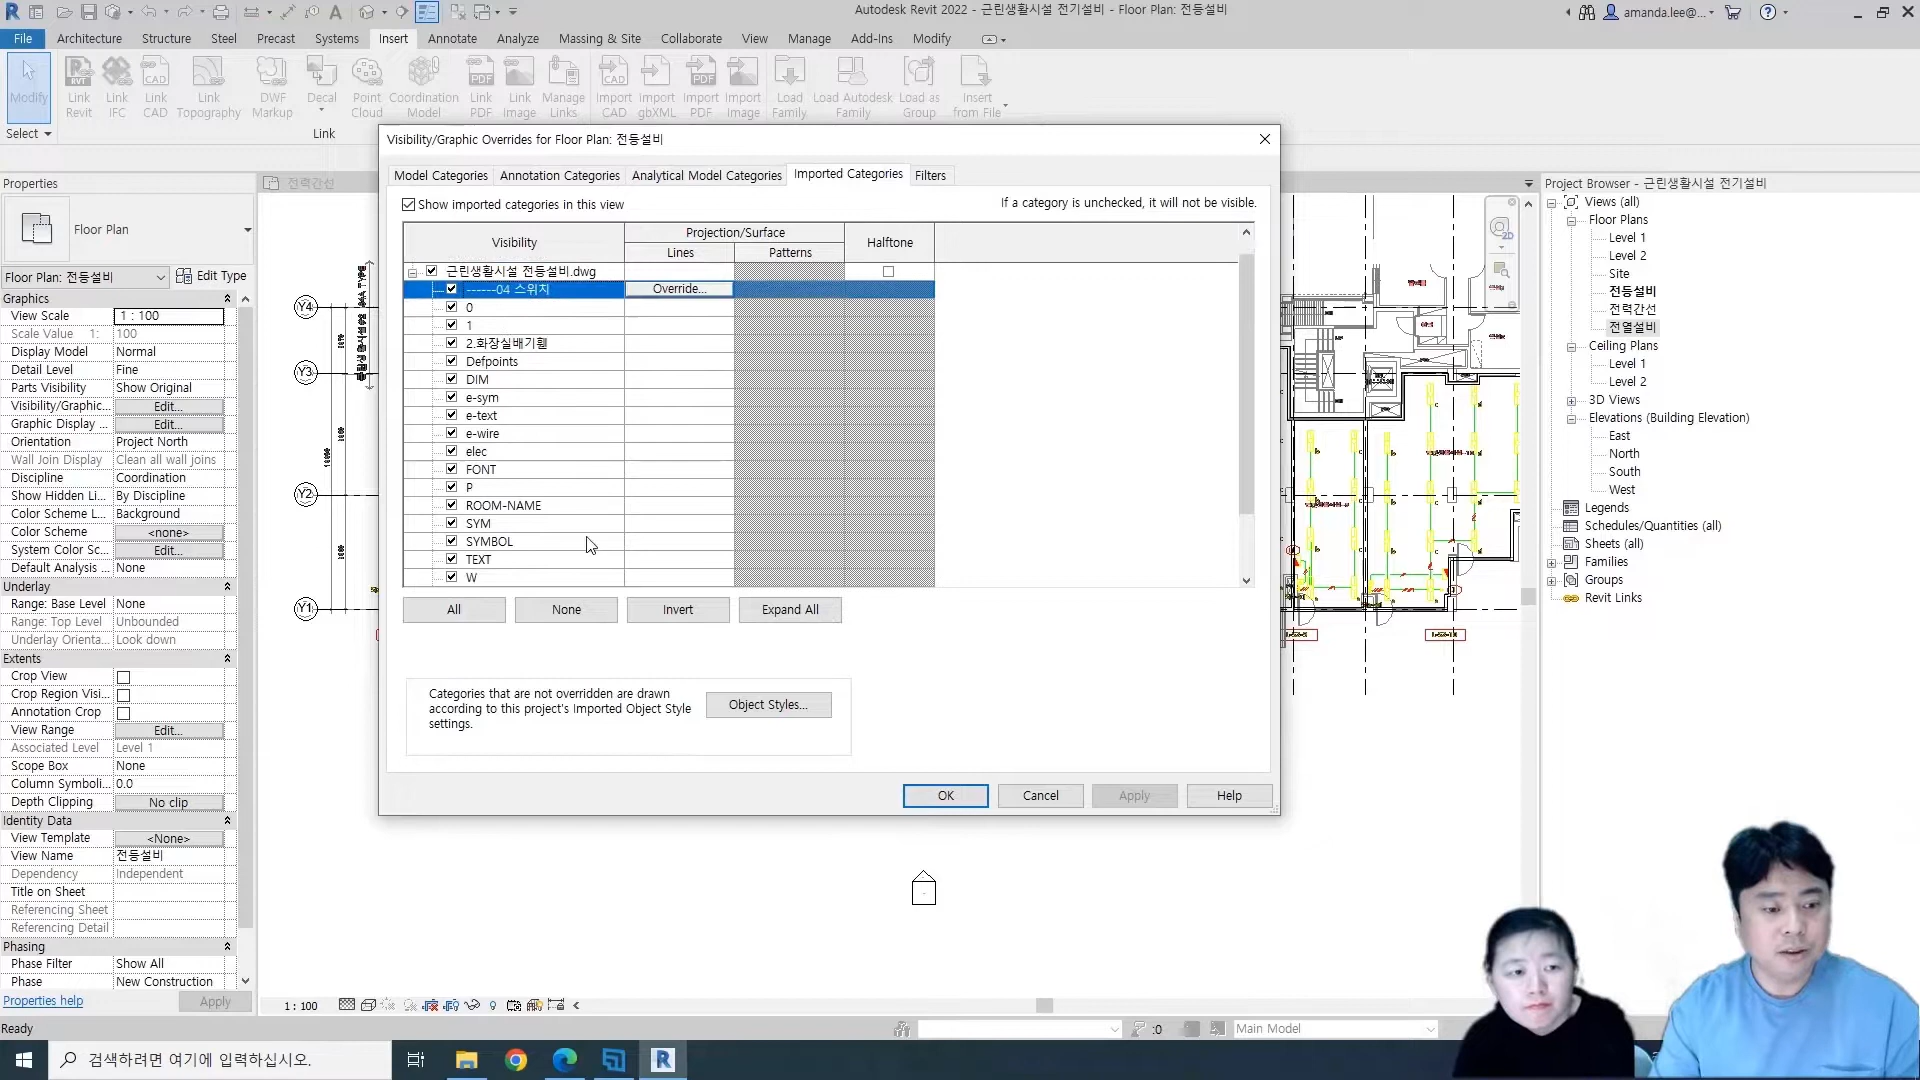 Autodesk Revit 2022 - 근린생활시설 전기설비 - Floor Plan: 전등설비
amanda.lee@...
File Architecture Structure Steel Precast Systems Insert Annotate Analyze Massing & Site Collaborate View Manage Add-Ins Modify
Modify
Link Revit
Link IFC
Link CAD
Link Topography
DWF Markup
Decal
Point Cloud
Coordination Model
Link PDF
Link Image
Manage Links
Import CAD
Import gbXML
Import PDF
Import Image
Load Family
Load Autodesk Family
Load as Group
Insert from File
Select
Link
Properties
Floor Plan
Floor Plan: 전등설비
Edit Type
Graphics
View Scale 1 : 100
Scale Value 1: 100
Display Model Normal
Detail Level Fine
Parts Visibility Show Original
Visibility/Graphic... Edit...
Graphic Display ... Edit...
Orientation Project North
Wall Join Display Clean all wall joins
Discipline Coordination
Show Hidden Li... By Discipline
Color Scheme L... Background
Color Scheme <none>
System Color Sc... Edit...
Default Analysis ... None
Underlay
Range: Base Level None
Range: Top Level Unbounded
Underlay Orienta... Look down
Extents
Crop View
Crop Region Visi...
Annotation Crop
View Range Edit...
Associated Level Level 1
Scope Box None
Column Symboli... 0.0
Depth Clipping No clip
Identity Data
View Template <None>
View Name 전등설비
Dependency Independent
Title on Sheet
Referencing Sheet
Referencing Detail
Phasing
Phase Filter Show All
Phase New Construction
Properties help
Apply
전력간선
Y4
Y3
Y2
Y1
Visibility/Graphic Overrides for Floor Plan: 전등설비
Model Categories Annotation Categories Analytical Model Categories Imported Categories Filters
Show imported categories in this view
If a category is unchecked, it will not be visible.
Visibility
Projection/Surface
Lines
Patterns
Halftone
근린생활시설 전등설비.dwg
------04 스위치
Override...
0
1
2.화장실배기휀
Defpoints
DIM
e-sym
e-text
e-wire
elec
FONT
P
ROOM-NAME
SYM
SYMBOL
TEXT
W
All
None
Invert
Expand All
Categories that are not overridden are drawn
according to this project's Imported Object Style
settings.
Object Styles...
OK
Cancel
Apply
Help
Project Browser - 근린생활시설 전기설비
Views (all)
Floor Plans
Level 1
Level 2
Site
전등설비
전력간선
전열설비
Ceiling Plans
Level 1
Level 2
3D Views
Elevations (Building Elevation)
East
North
South
West
Legends
Schedules/Quantities (all)
Sheets (all)
Families
Groups
Revit Links
2D
1 : 100
Ready
:0
Main Model
검색하려면 여기에 입력하십시오.